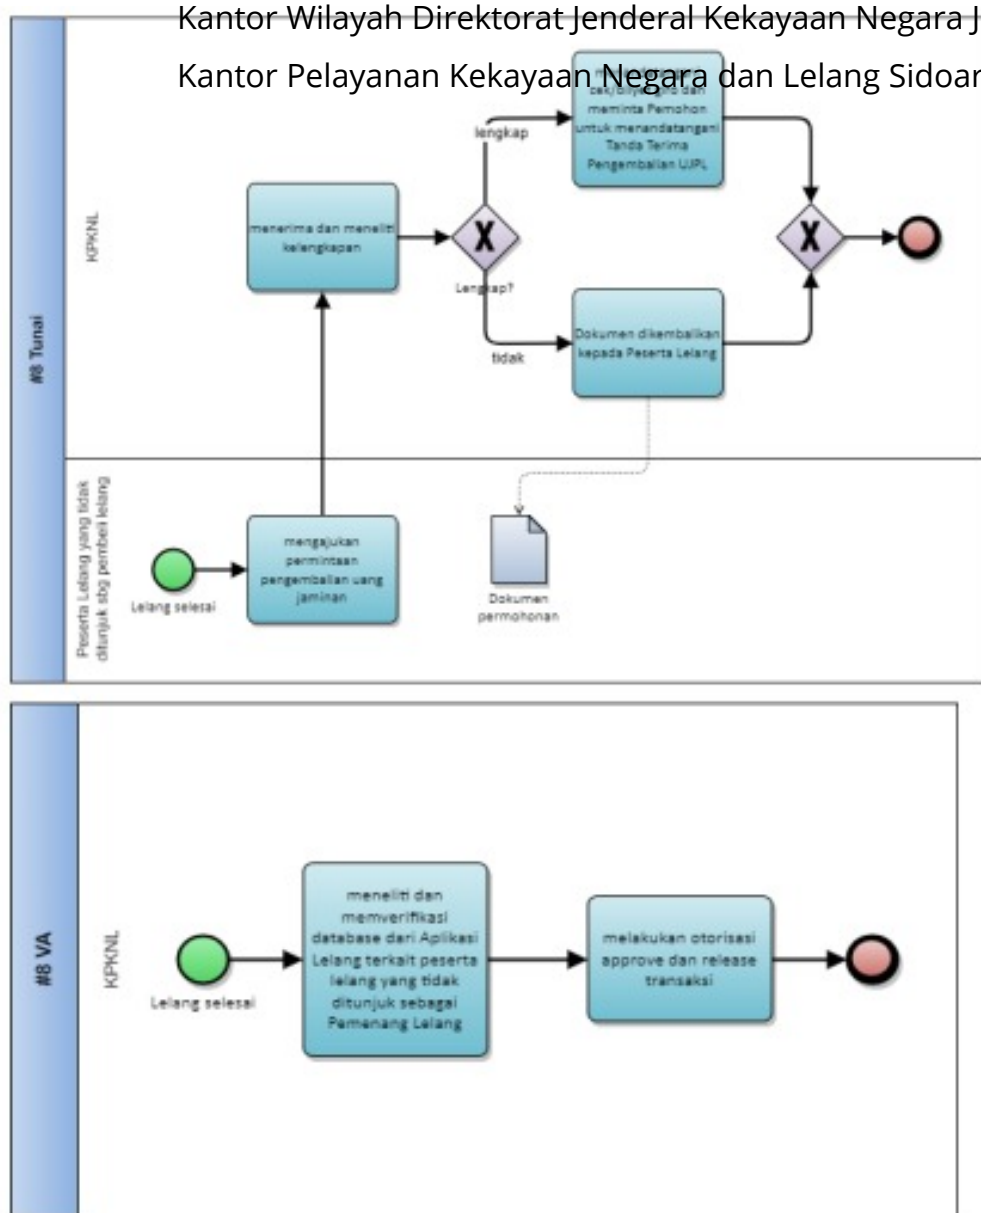 Kantor Wilayah Direktorat Jenderal Kekayaan Negara J
Kantor Pelayanan Kekayaan Negara dan Lelang Sidoar
#8 Tunai
KPKNL
menerima dan meneliti
kelengkapan
lengkap
Lengkap?
tidak
dan
meminta Pemohon
untuk menandatangani
Tanda Terima
Pengembalian UJPL
Dokumen dikembalikan
kepada Peserta Lelang
Peserta Lelang yang tidak
ditunjuk sbg pembeli lelang
Lelang selesai
mengajukan
permintaan
pengembalian uang
jaminan
Dokumen
permohonan
#8 VA
KPKNL
Lelang selesai
meneliti dan
memverifikasi
database dari Aplikasi
Lelang terkait peserta
lelang yang tidak
ditunjuk sebagai
Pemenang Lelang
melakukan otorisasi
approve dan release
transaksi